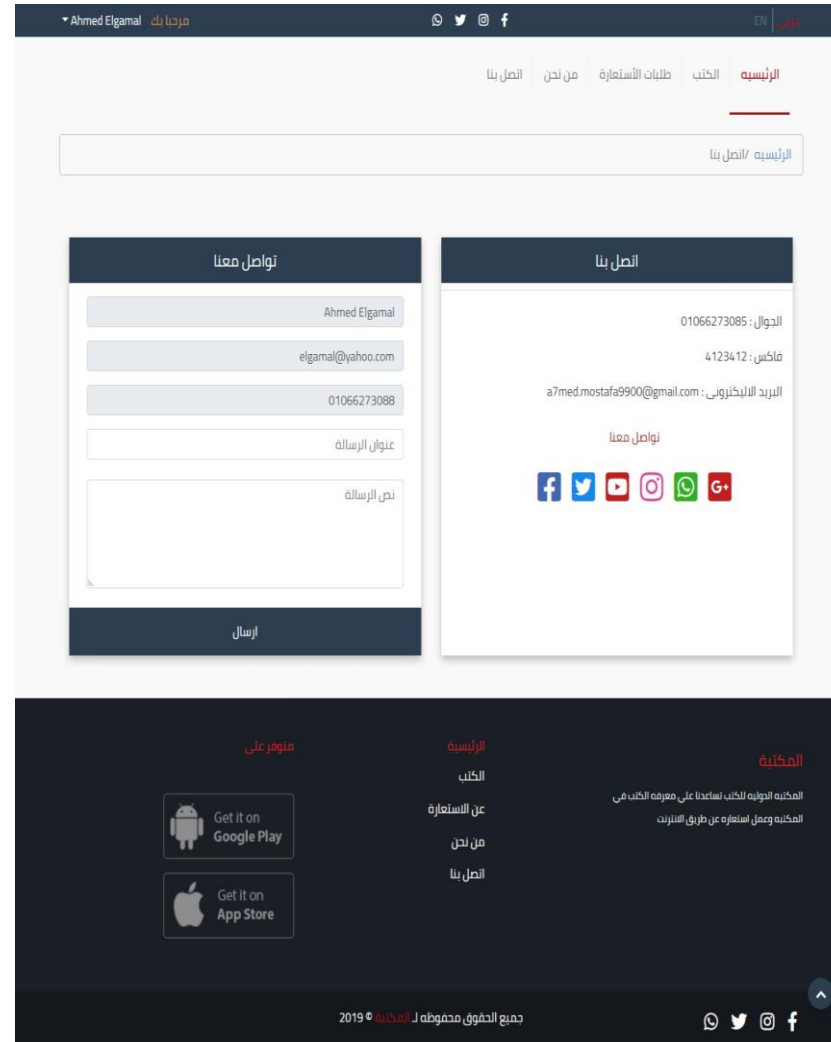 عربي EN
مرحبا بك Ahmed Elgamal
الرئيسيه الكتب طلبات الأستعارة من نحن اتصل بنا
الرئيسيه /اتصل بنا
اتصل بنا
الجوال : 01066273085
فاكس : 4123412
البريد الاليكترونى : a7med.mostafa9900@gmail.com
تواصل معنا
G+
تواصل معنا
Ahmed Elgamal
elgamal@yahoo.com
01066273088
عنوان الرسالة
نص الرسالة
ارسال
المكتبة
المكتبه الدوليه للكتب تساعدنا على معرفه الكتب فى
المكتبه وعمل استعاره عن طريق الانترنت
الرئيسية
الكتب
عن الاستعارة
من نحن
اتصل بنا
متوفر على
Get it on
Google Play
Get it on
App Store
جميع الحقوق محفوظه لـ المكتبة © 2019